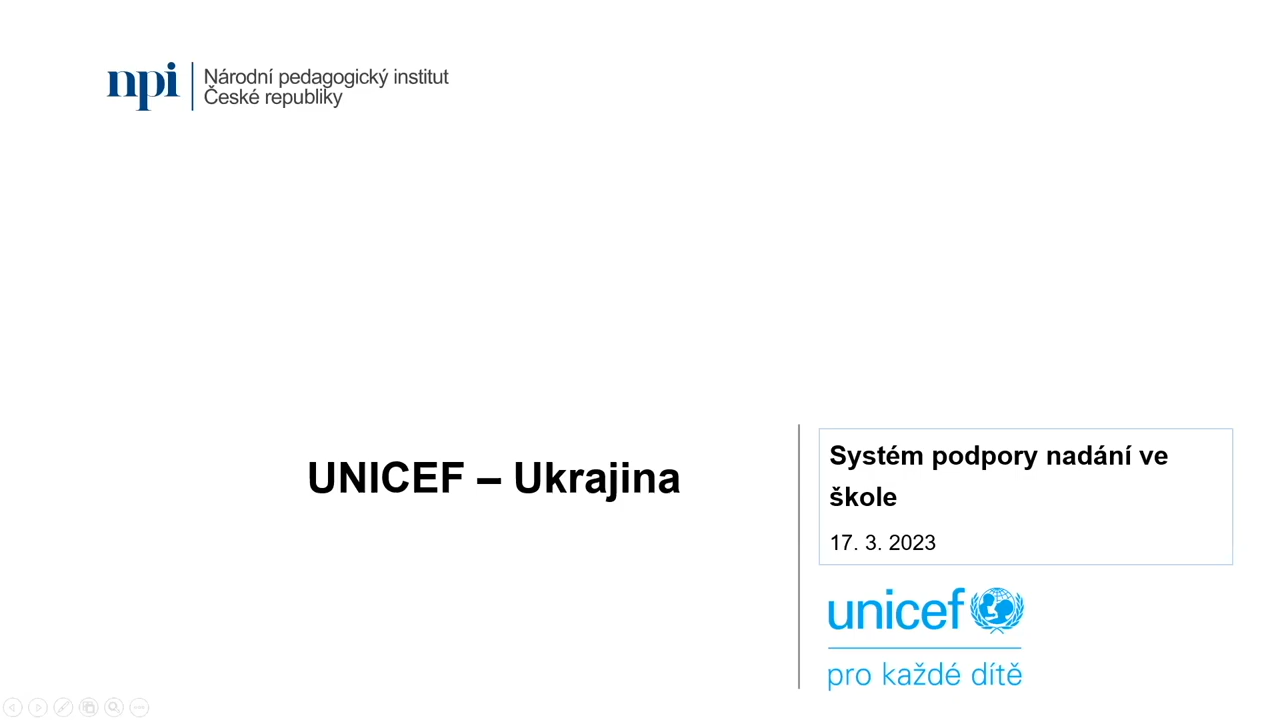 npi
Národní pedagogický institut
České republiky
UNICEF – Ukrajina
Systém podpory nadání ve
škole
17. 3. 2023
unicef
pro každé dítě